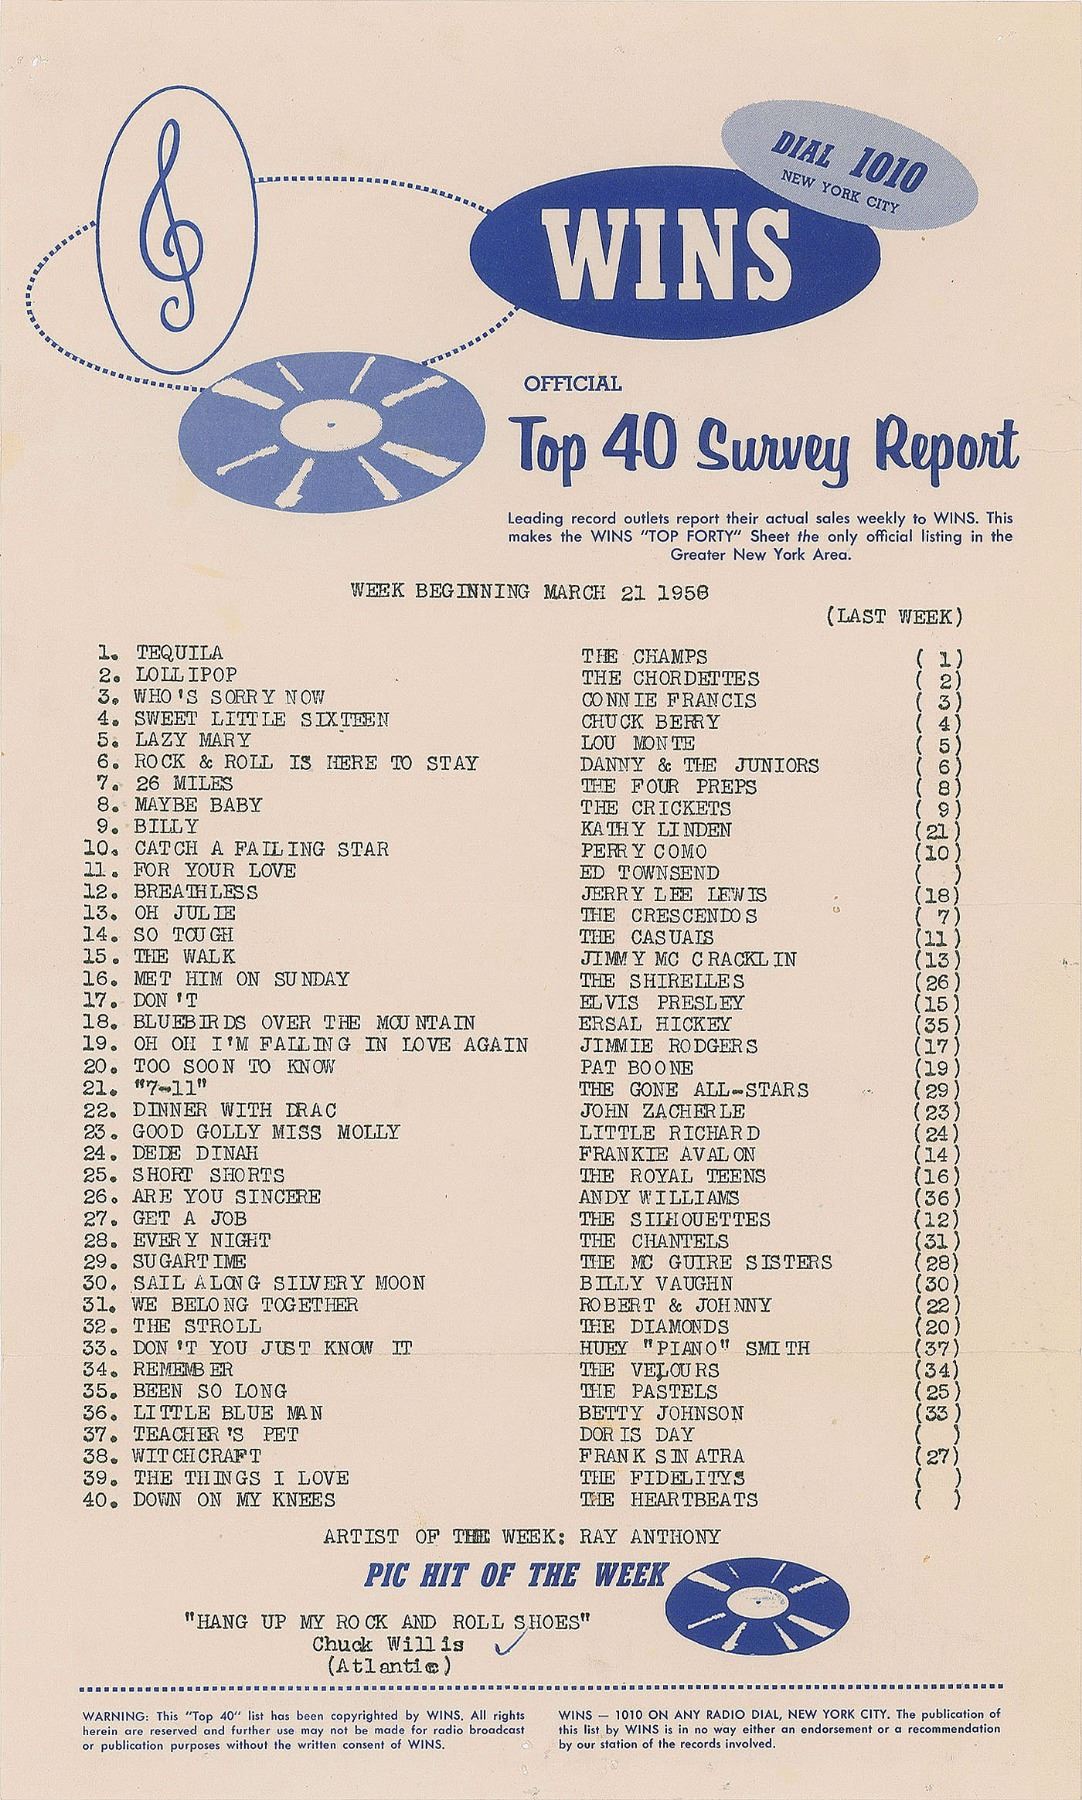 DIAL 1010
NEW YORK CITY
WINS
OFFICIAL
Top 40 Survey Report
Leading record outlets report their actual sales weekly to WINS. This
makes the WINS "TOP FORTY" Sheet the only official listing in the
Greater New York Area.
WEEK BEGINNING MARCH 21 1958
(LAST WEEK)
1. TEQUILA THE CHAMPS ( 1)
2. LOLLIPOP THE CHORDETTES ( 2)
3. WHO'S SORRY NOW CONNIE FRANCIS ( 3)
4. SWEET LITTLE SIXTEEN CHUCK BERRY ( 4)
5. LAZY MARY LOU MONTE ( 5)
6. ROCK & ROLL IS HERE TO STAY DANNY & THE JUNIORS ( 6)
7. 26 MILES THE FOUR PREPS ( 8)
8. MAYBE BABY THE CRICKETS ( 9)
9. BILLY KATHY LINDEN (21)
10. CATCH A FALLING STAR PERRY COMO (10)
11. FOR YOUR LOVE ED TOWNSEND ( )
12. BREATHLESS JERRY LEE LEWIS (18)
13. OH JULIE THE CRESCENDOS ( 7)
14. SO TOUGH THE CASUALS (11)
15. THE WALK JIMMY MC CRACKLIN (13)
16. MET HIM ON SUNDAY THE SHIRELLES (26)
17. DON'T ELVIS PRESLEY (15)
18. BLUEBIRDS OVER THE MOUNTAIN ERSAL HICKEY (35)
19. OH OH I'M FALLING IN LOVE AGAIN JIMMIE RODGERS (17)
20. TOO SOON TO KNOW PAT BOONE (19)
21. "7-11" THE GONE ALL-STARS (29)
22. DINNER WITH DRAC JOHN ZACHERLE (23)
23. GOOD GOLLY MISS MOLLY LITTLE RICHARD (24)
24. DEDE DINAH FRANKIE AVALON (14)
25. SHORT SHORTS THE ROYAL TEENS (16)
26. ARE YOU SINCERE ANDY WILLIAMS (36)
27. GET A JOB THE SILHOUETTES (12)
28. EVERY NIGHT THE CHANTELS (31)
29. SUGARTIME THE MC GUIRE SISTERS (28)
30. SAIL ALONG SILVERY MOON BILLY VAUGHN (30)
31. WE BELONG TOGETHER ROBERT & JOHNNY (22)
32. THE STROLL THE DIAMONDS (20)
33. DON'T YOU JUST KNOW IT HUEY "PIANO" SMITH (37)
34. REMEMBER THE VELOURS (34)
35. BEEN SO LONG THE PASTELS (25)
36. LITTLE BLUE MAN BETTY JOHNSON (33)
37. TEACHER'S PET DORIS DAY ( )
38. WITCHCRAFT FRANK SINATRA (27)
39. THE THINGS I LOVE THE FIDELITYS ( )
40. DOWN ON MY KNEES THE HEARTBEATS ( )
ARTIST OF THE WEEK: RAY ANTHONY
PIC HIT OF THE WEEK
"HANG UP MY ROCK AND ROLL SHOES"
Chuck Willis
(Atlantic)
WARNING: This "Top 40" list has been copyrighted by WINS. All rights
herein are reserved and further use may not be made for radio broadcast
or publication purposes without the written consent of WINS.
WINS — 1010 ON ANY RADIO DIAL, NEW YORK CITY. The publication of
this list by WINS is in no way either an endorsement or a recommendation
by our station of the records involved.